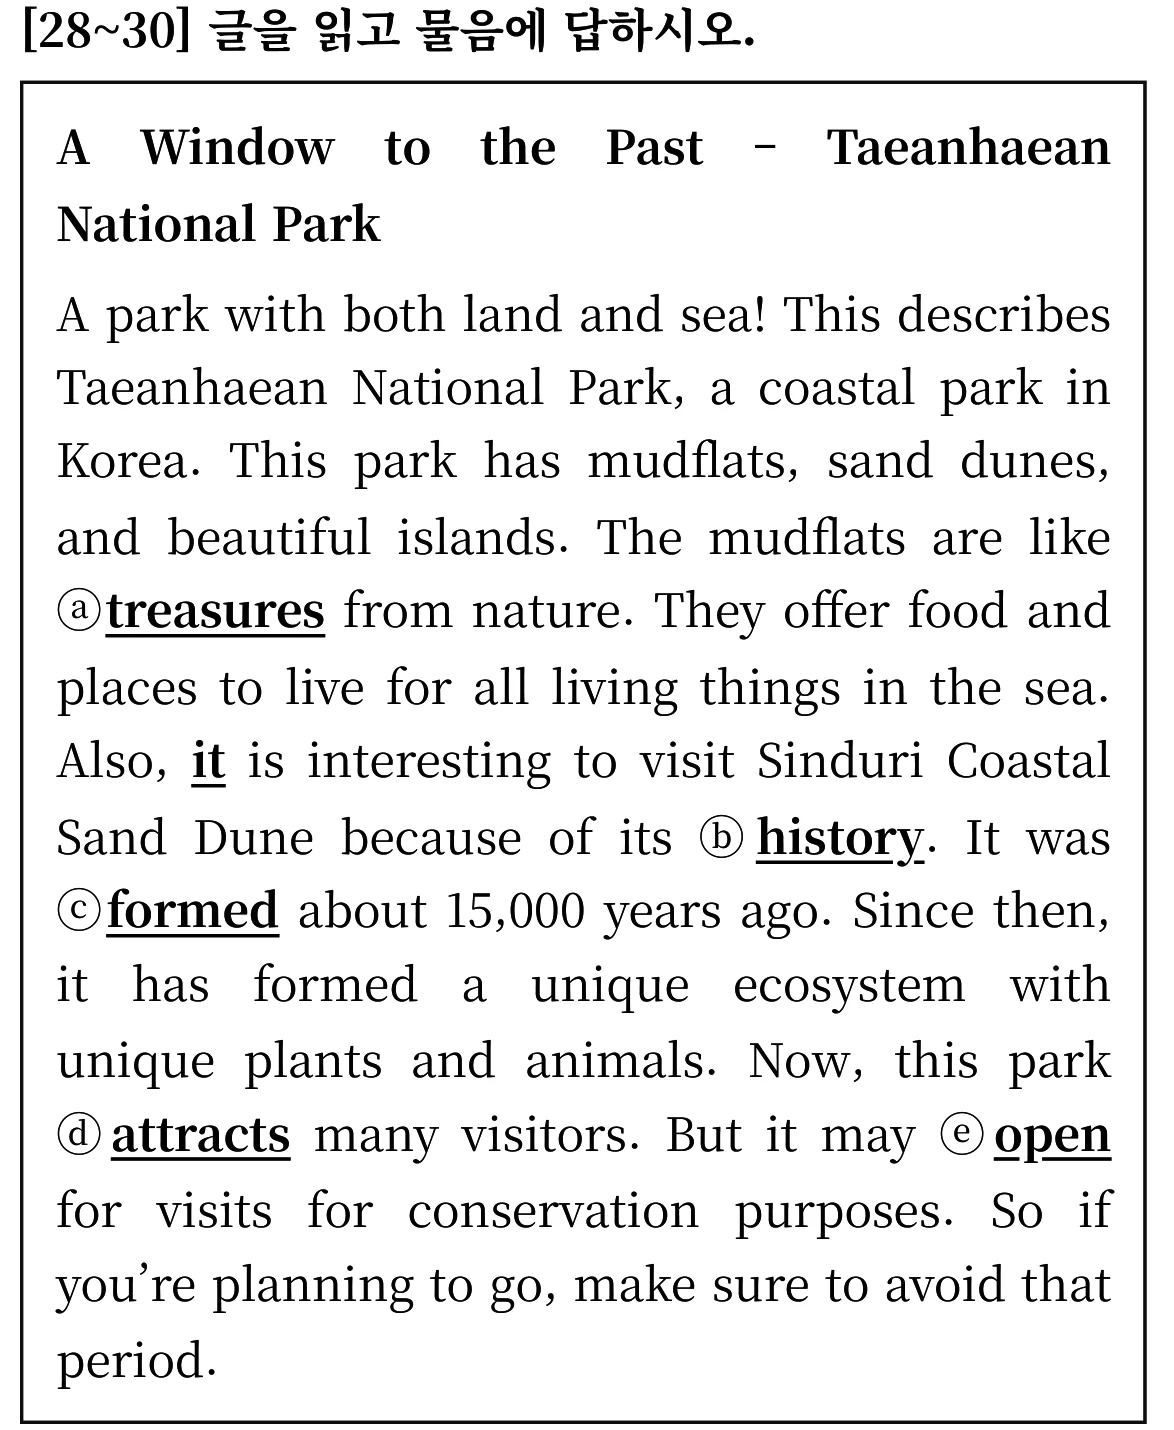 [28~30] 글을 읽고 물음에 답하시오.
A Window to the Past - Taeanhaean
National Park
A park with both land and sea! This describes
Taeanhaean National Park, a coastal park in
Korea. This park has mudflats, sand dunes,
and beautiful islands. The mudflats are like
ⓐtreasures from nature. They offer food and
places to live for all living things in the sea.
Also, it is interesting to visit Sinduri Coastal
Sand Dune because of its ⓑ history. It was
ⓒformed about 15,000 years ago. Since then,
it has formed a unique ecosystem with
unique plants and animals. Now, this park
ⓓ attracts many visitors. But it may ⓔ open
for visits for conservation purposes. So if
you're planning to go, make sure to avoid that
period.